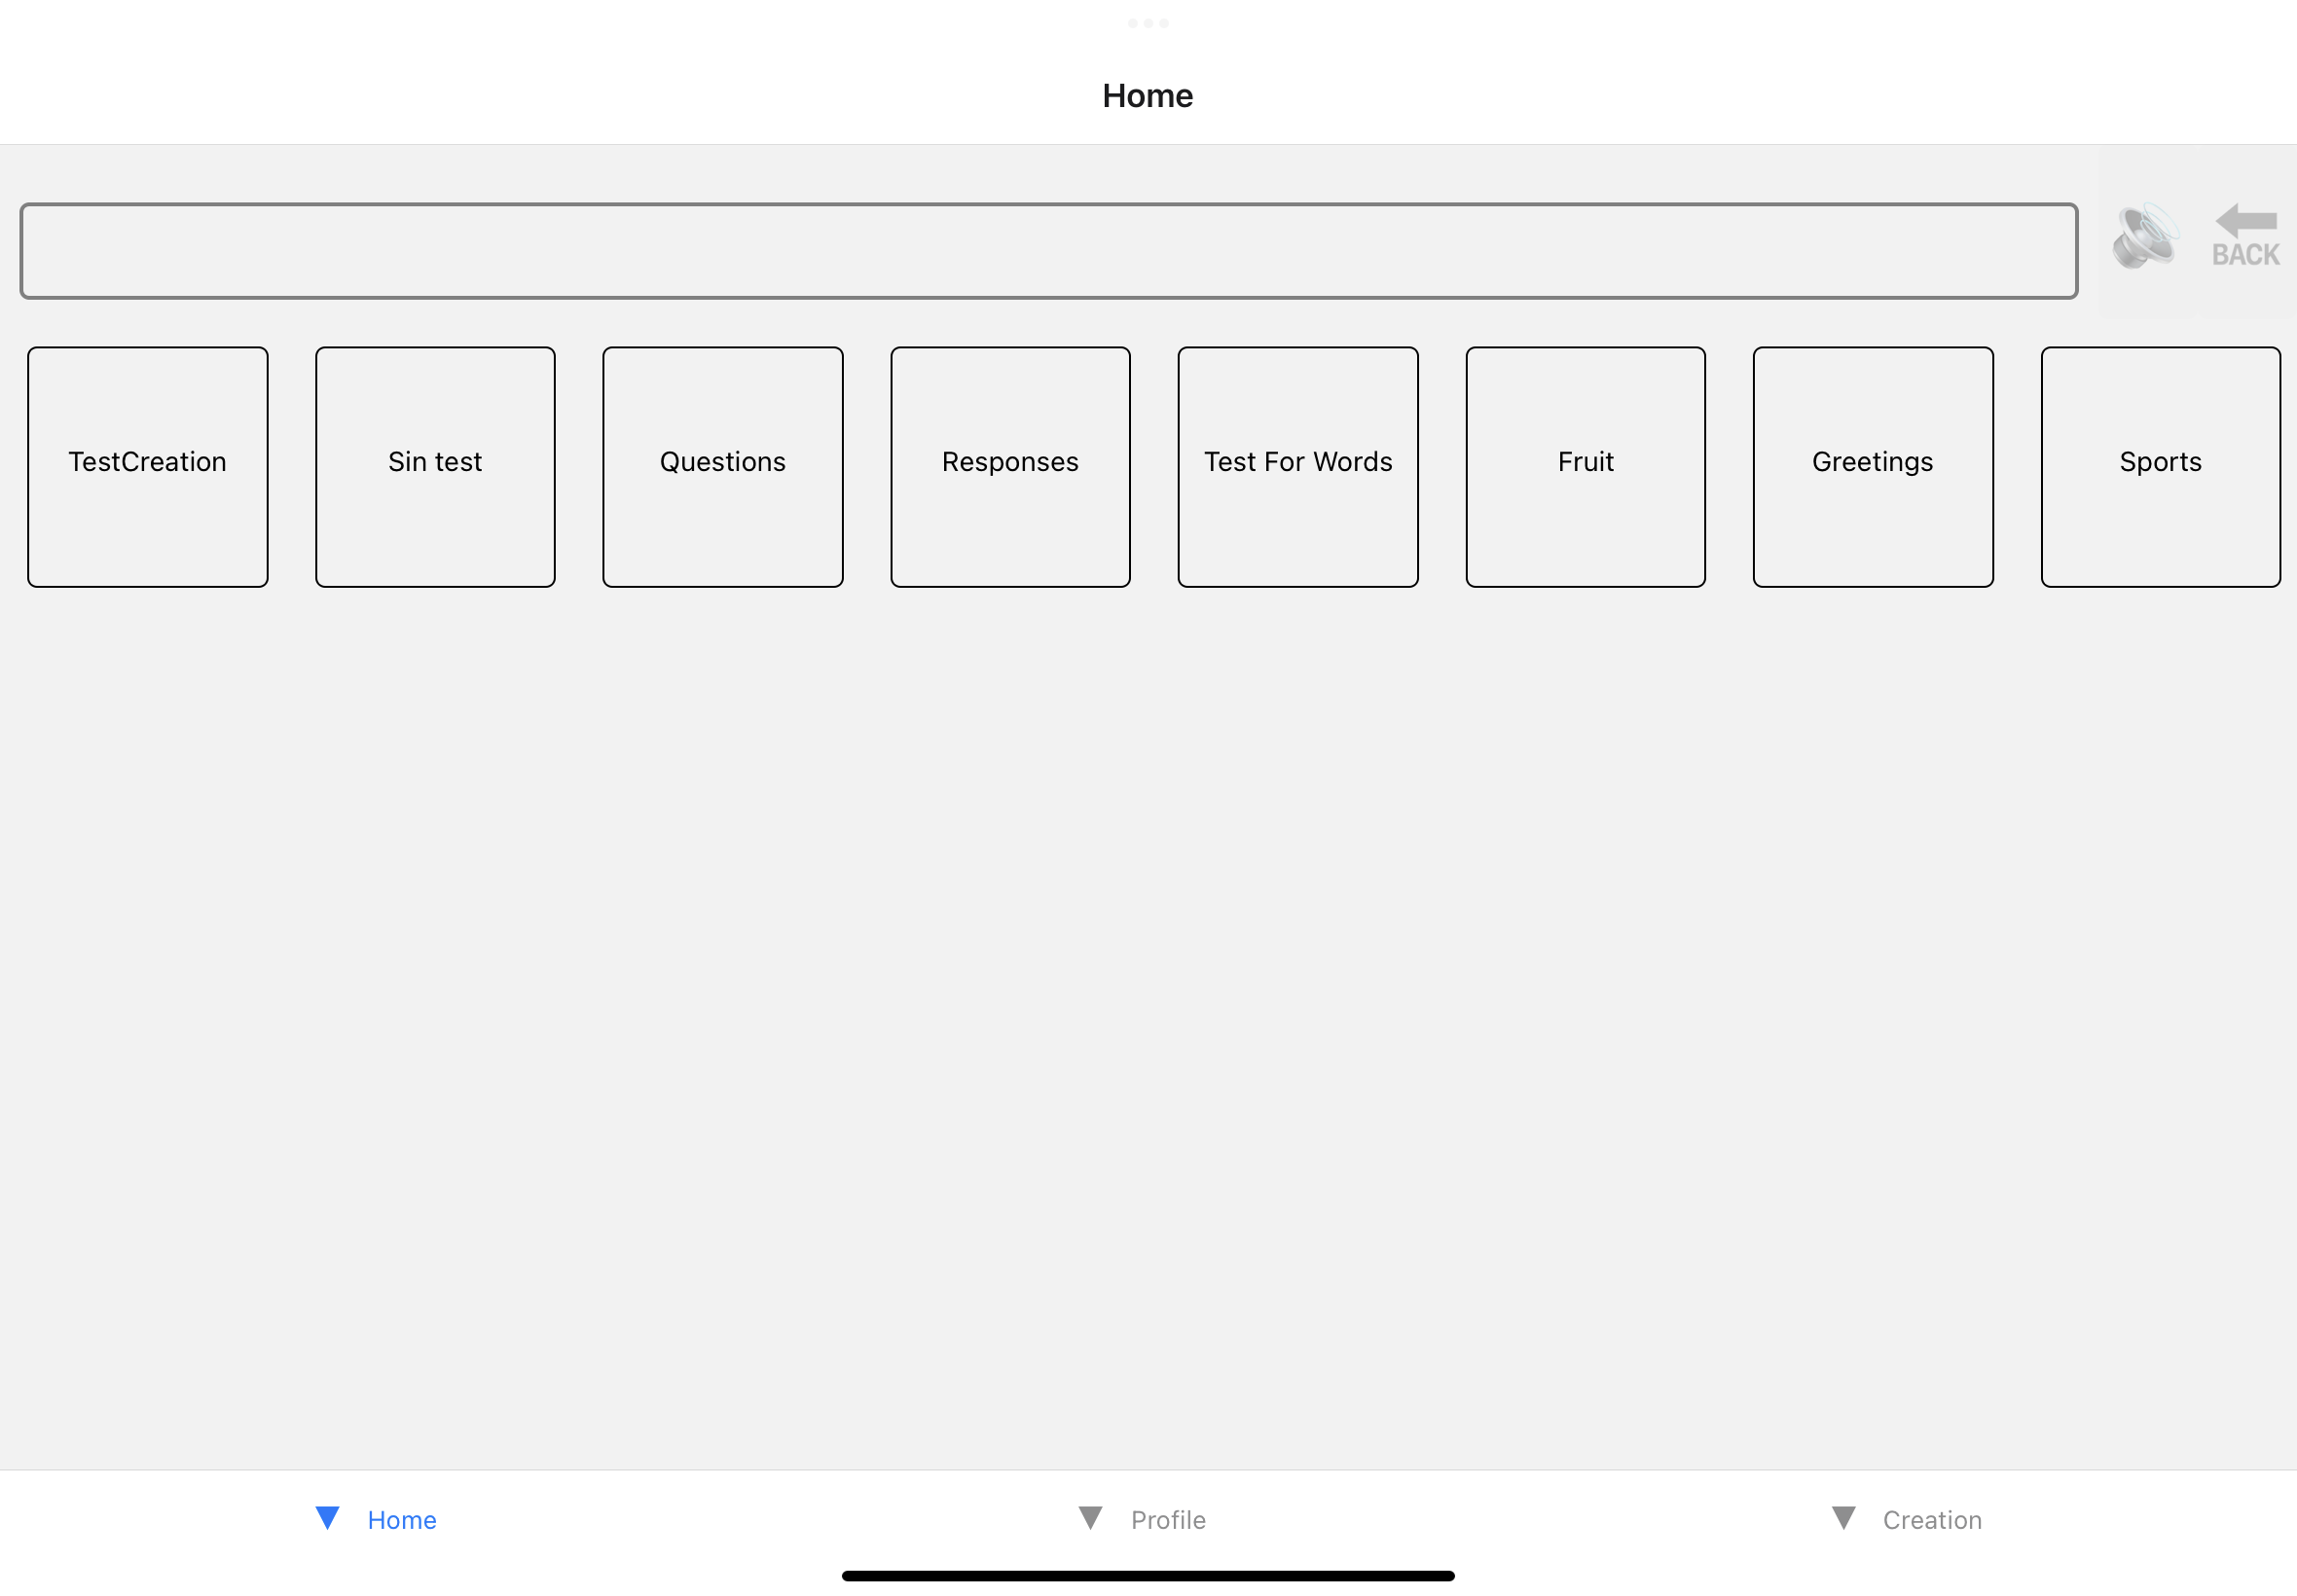 Home
BACK
TestCreation
Sin test
Questions
Responses
Test For Words
Fruit
Greetings
Sports
Home
Profile
Creation